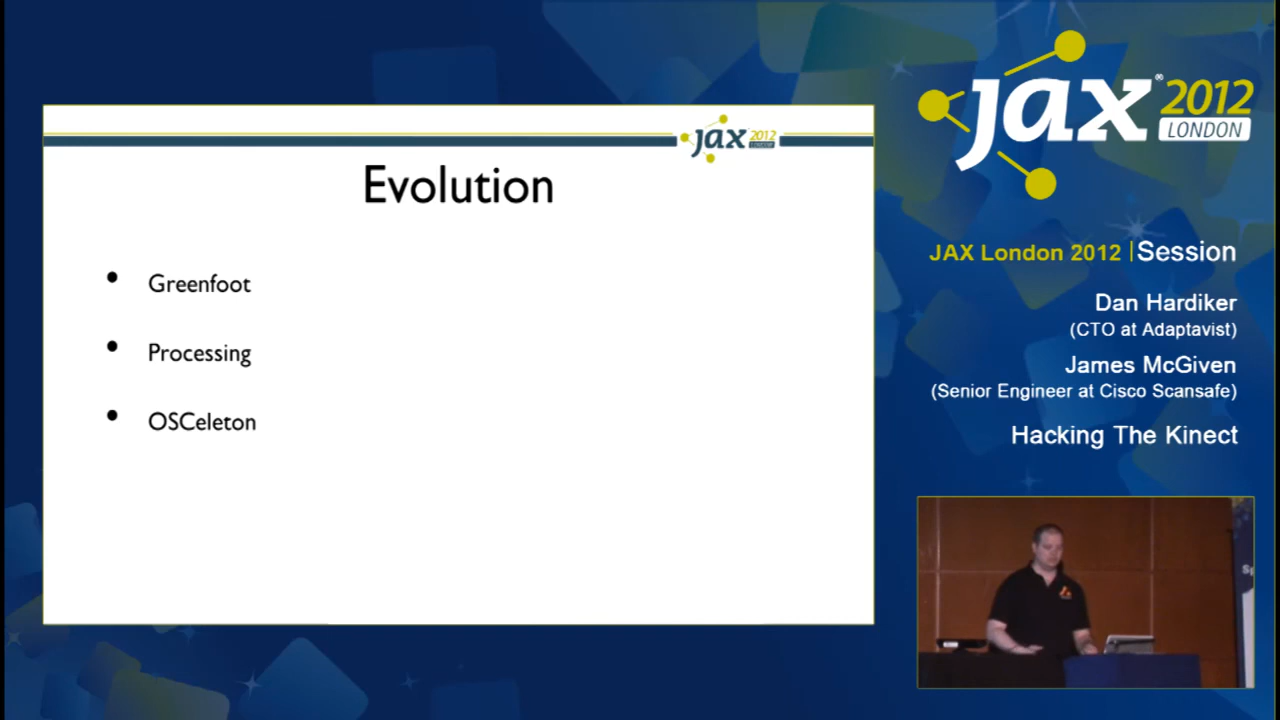 jax 2012
LONDON
Evolution
• Greenfoot
• Processing
• OSCeleton
jax® 2012
LONDON
JAX London 2012 | Session
Dan Hardiker
(CTO at Adaptavist)
James McGiven
(Senior Engineer at Cisco Scansafe)
Hacking The Kinect